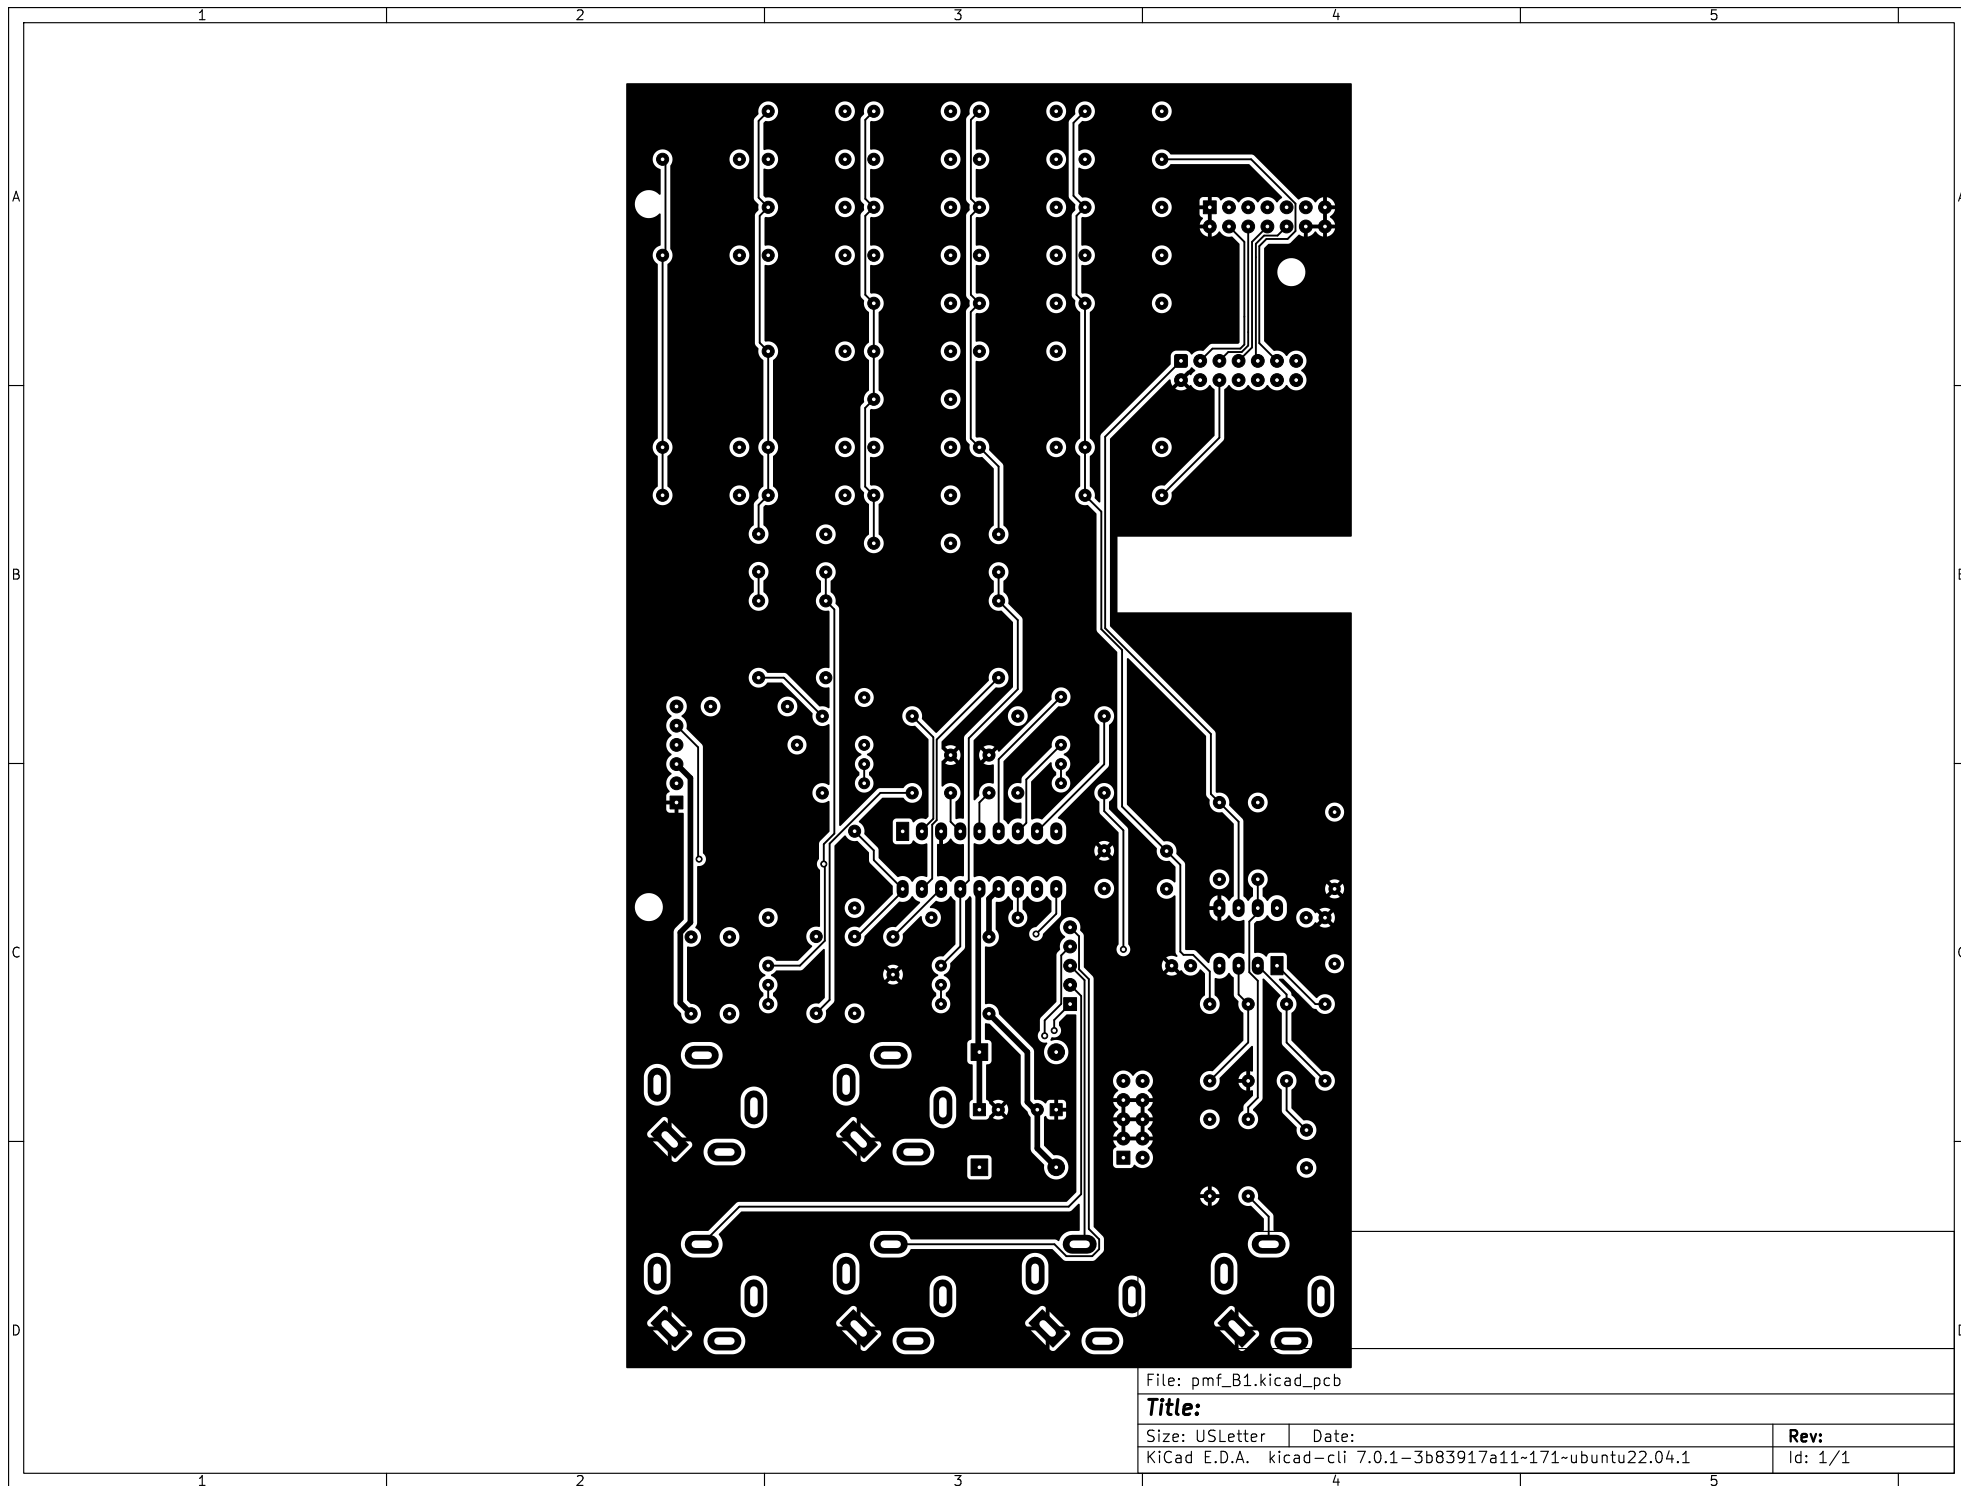 1 2 3 4 5
A
A
B
B
C
C
D
D
File: pmf_B1.kicad_pcb
Title:
Size: USLetter Date: Rev:
KiCad E.D.A. kicad-cli 7.0.1-3b83917a11~171~ubuntu22.04.1 Id: 1/1
1 2 3 4 5